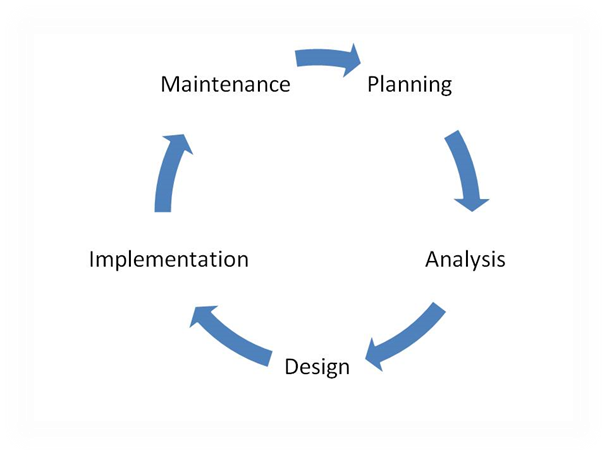 Maintenance
Planning
Implementation
Analysis
Design